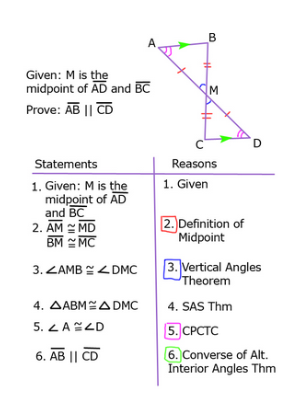 A
B
M
C
D
Given: M is the
midpoint of AD and BC
Prove: AB || CD
Statements Reasons
1. Given: M is the 1. Given
midpoint of AD
and BC
2. AM ≅ MD 2. Definition of
BM ≅ MC Midpoint
3. ∠AMB ≅ ∠DMC 3. Vertical Angles
Theorem
4. △ABM ≅ △DMC 4. SAS Thm
5. ∠A ≅ ∠D 5. CPCTC
6. AB || CD 6. Converse of Alt.
Interior Angles Thm